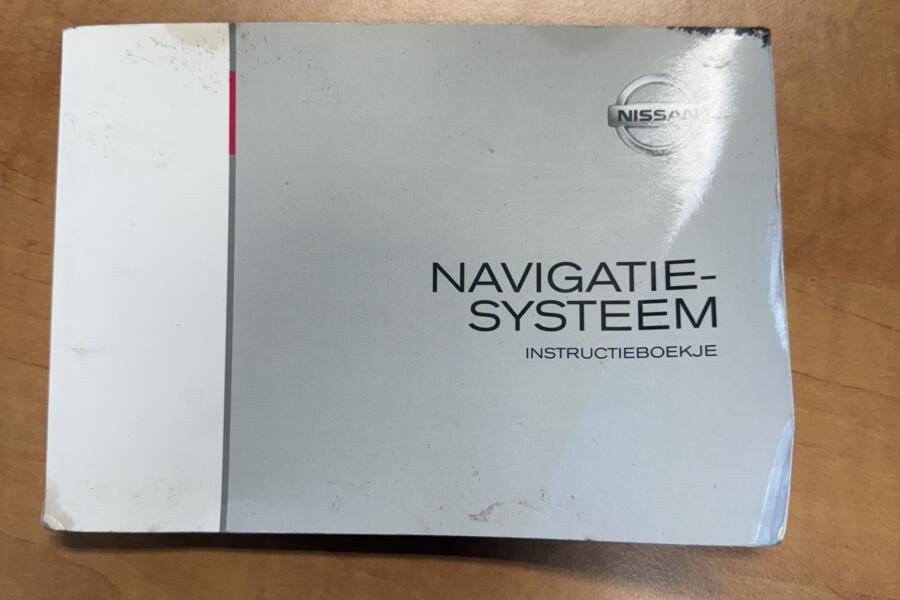 NISSAN
NAVIGATIE-
SYSTEEM
INSTRUCTIEBOEKJE